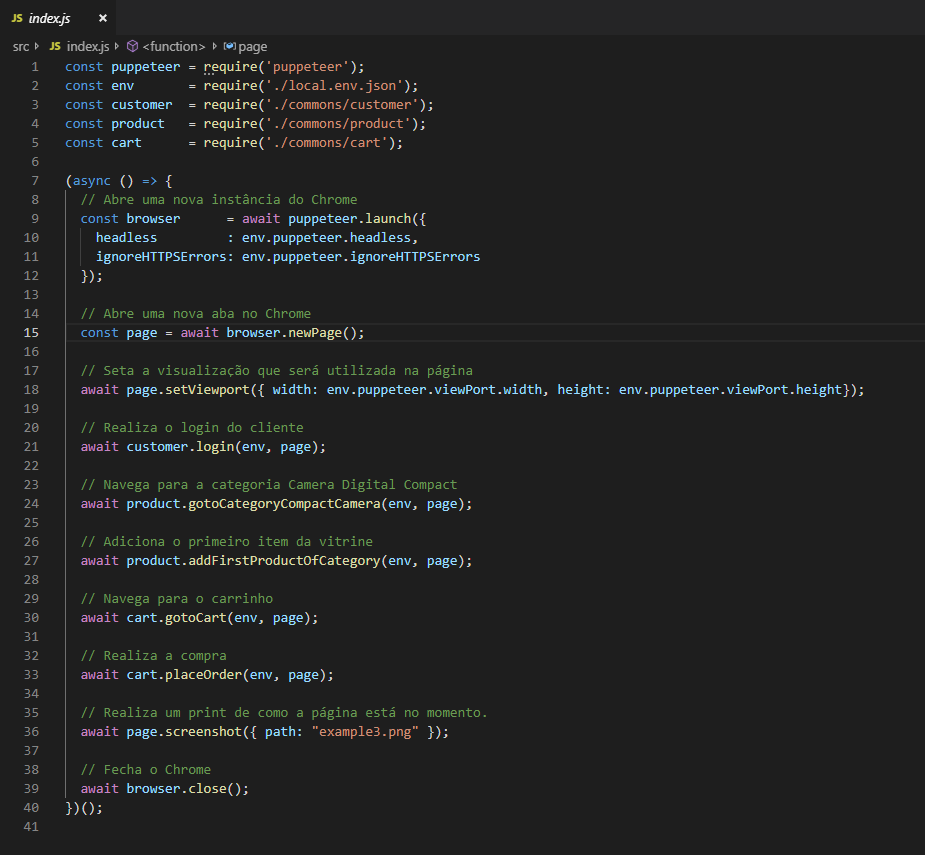 JS index.js ×
src JS index.js <function> page
1 const puppeteer = require('puppeteer');
2 const env       = require('./local.env.json');
3 const customer  = require('./commons/customer');
4 const product   = require('./commons/product');
5 const cart      = require('./commons/cart');
6
7 (async () => {
8   // Abre uma nova instância do Chrome
9   const browser      = await puppeteer.launch({
10     headless         : env.puppeteer.headless,
11     ignoreHTTPSErrors: env.puppeteer.ignoreHTTPSErrors
12   });
13
14   // Abre uma nova aba no Chrome
15   const page = await browser.newPage();
16
17   // Seta a visualização que será utilizada na página
18   await page.setViewport({ width: env.puppeteer.viewPort.width, height: env.puppeteer.viewPort.height});
19
20   // Realiza o login do cliente
21   await customer.login(env, page);
22
23   // Navega para a categoria Camera Digital Compact
24   await product.gotoCategoryCompactCamera(env, page);
25
26   // Adiciona o primeiro item da vitrine
27   await product.addFirstProductOfCategory(env, page);
28
29   // Navega para o carrinho
30   await cart.gotoCart(env, page);
31
32   // Realiza a compra
33   await cart.placeOrder(env, page);
34
35   // Realiza um print de como a página está no momento.
36   await page.screenshot({ path: "example3.png" });
37
38   // Fecha o Chrome
39   await browser.close();
40 })();
41